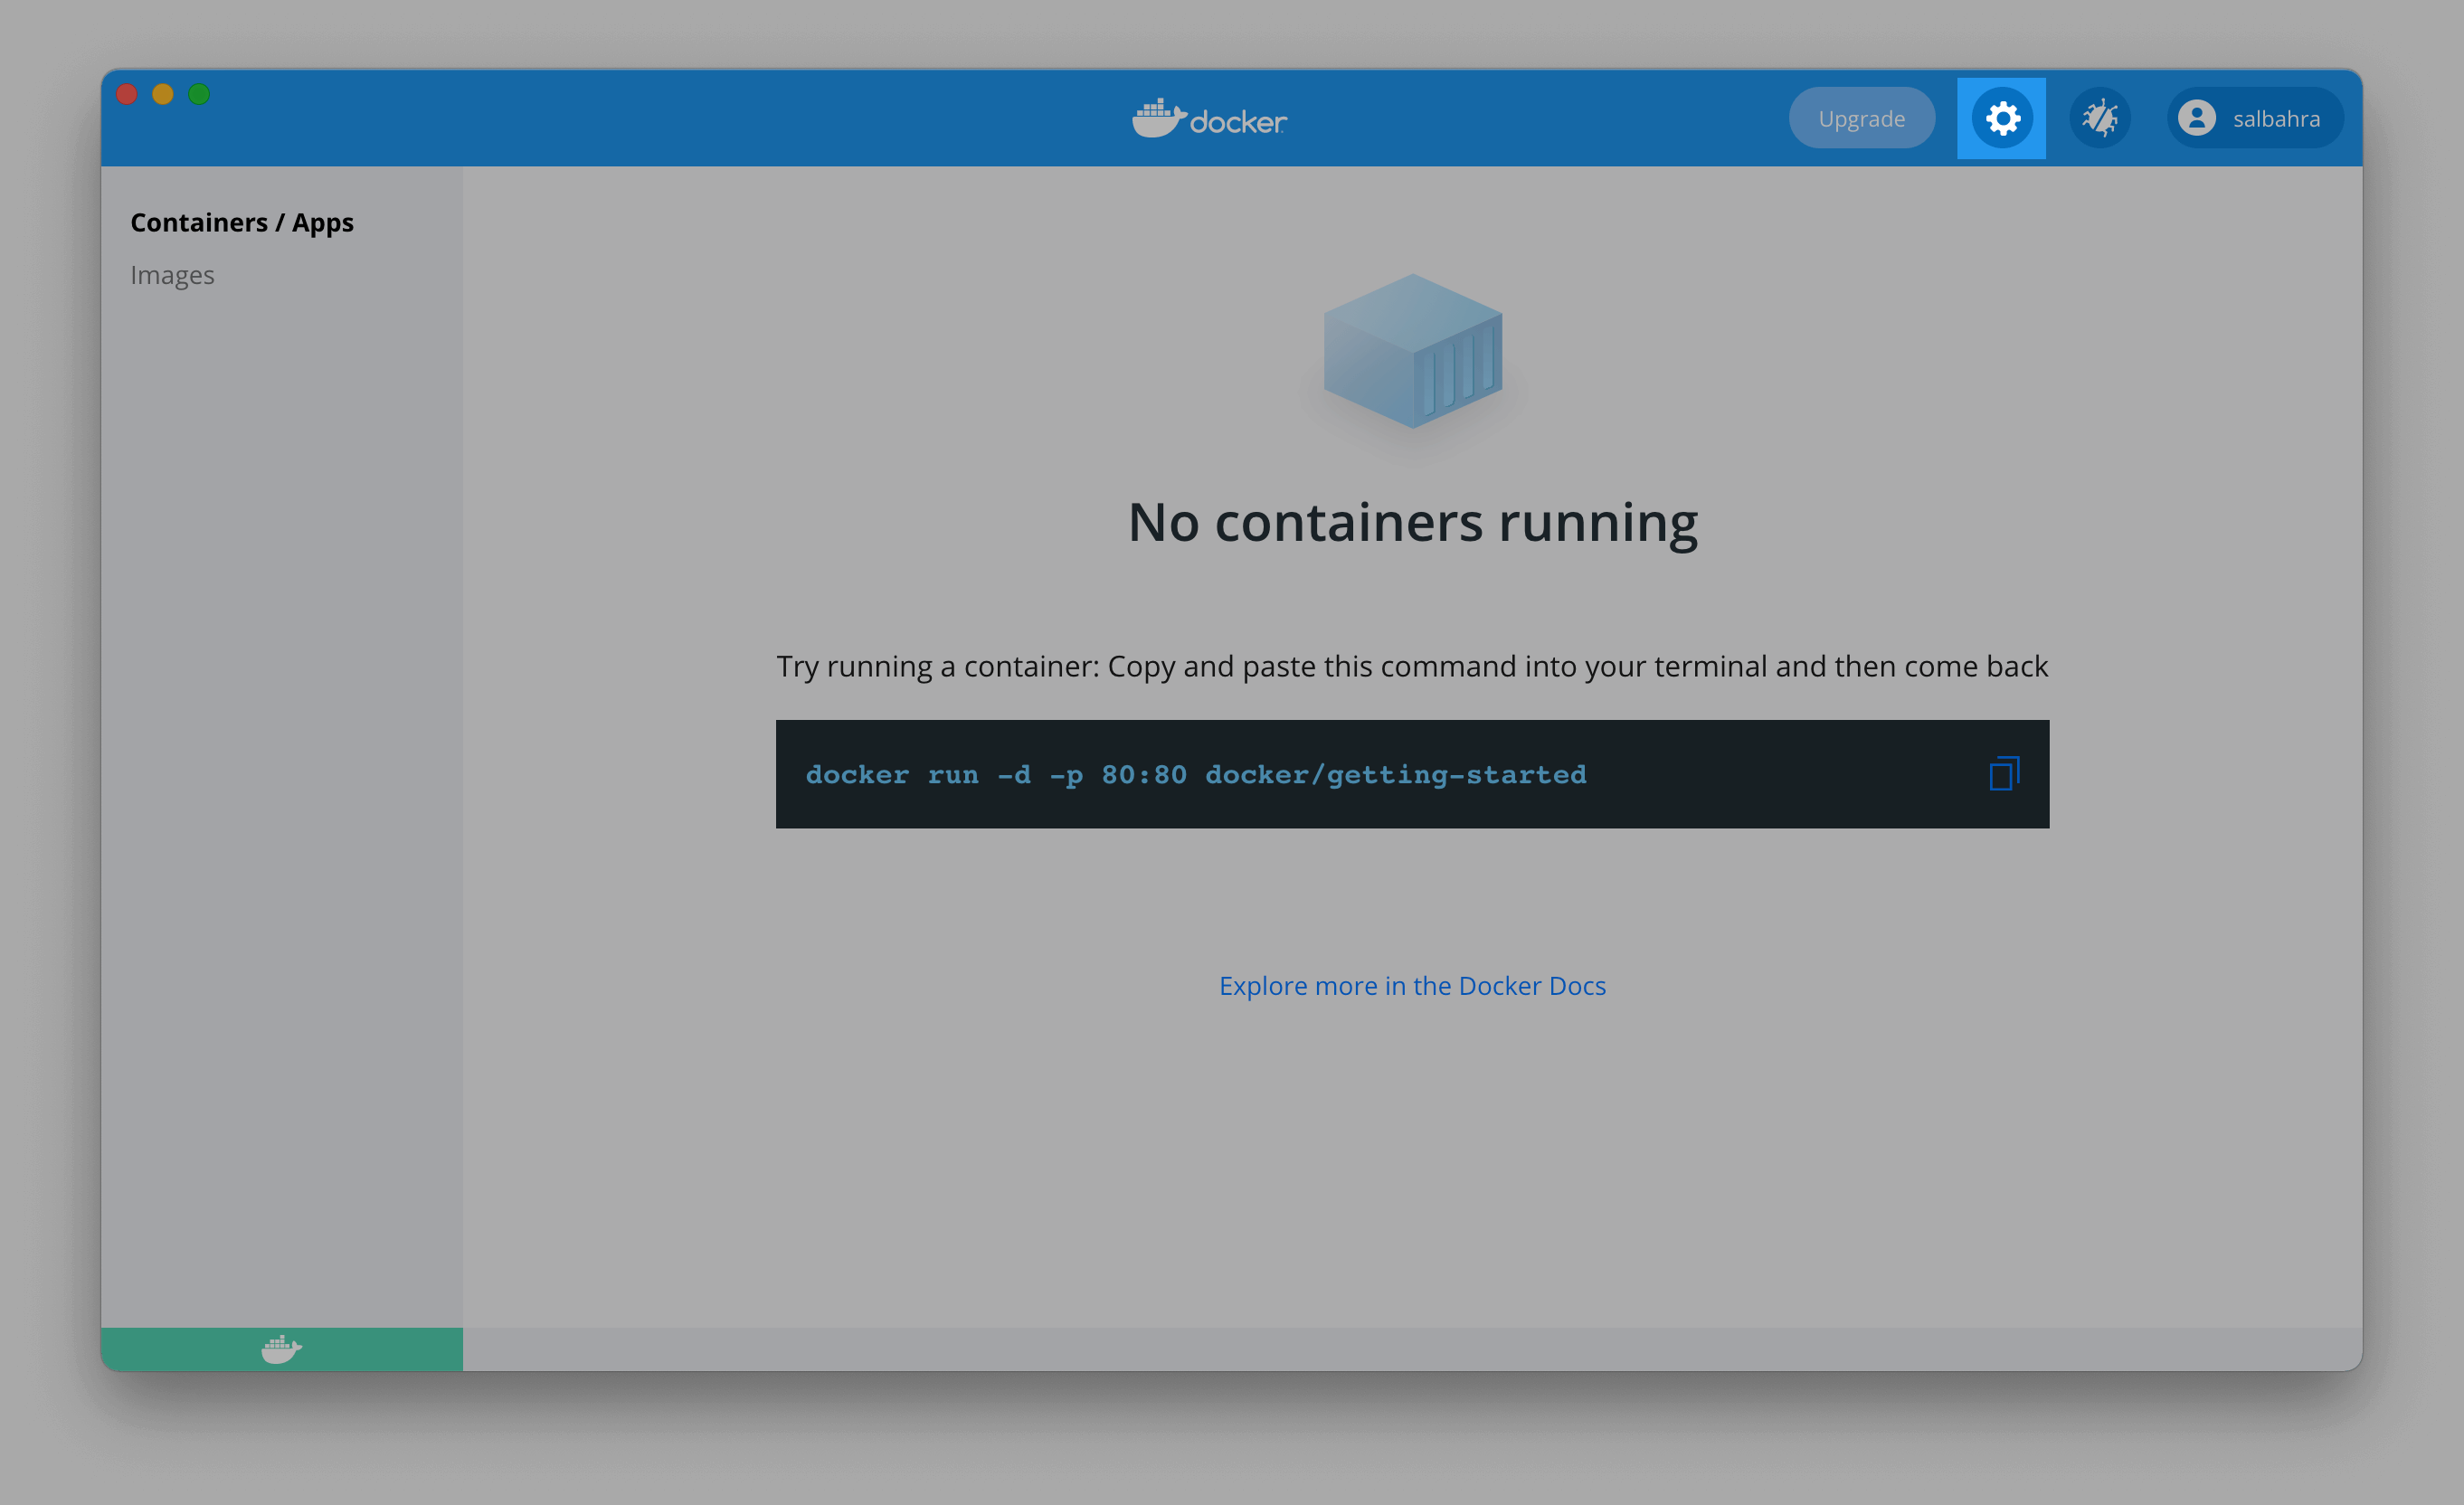 docker
Upgrade
salbahra
Containers / Apps
Images
No containers running
Try running a container: Copy and paste this command into your terminal and then come back
docker run -d -p 80:80 docker/getting-started
Explore more in the Docker Docs